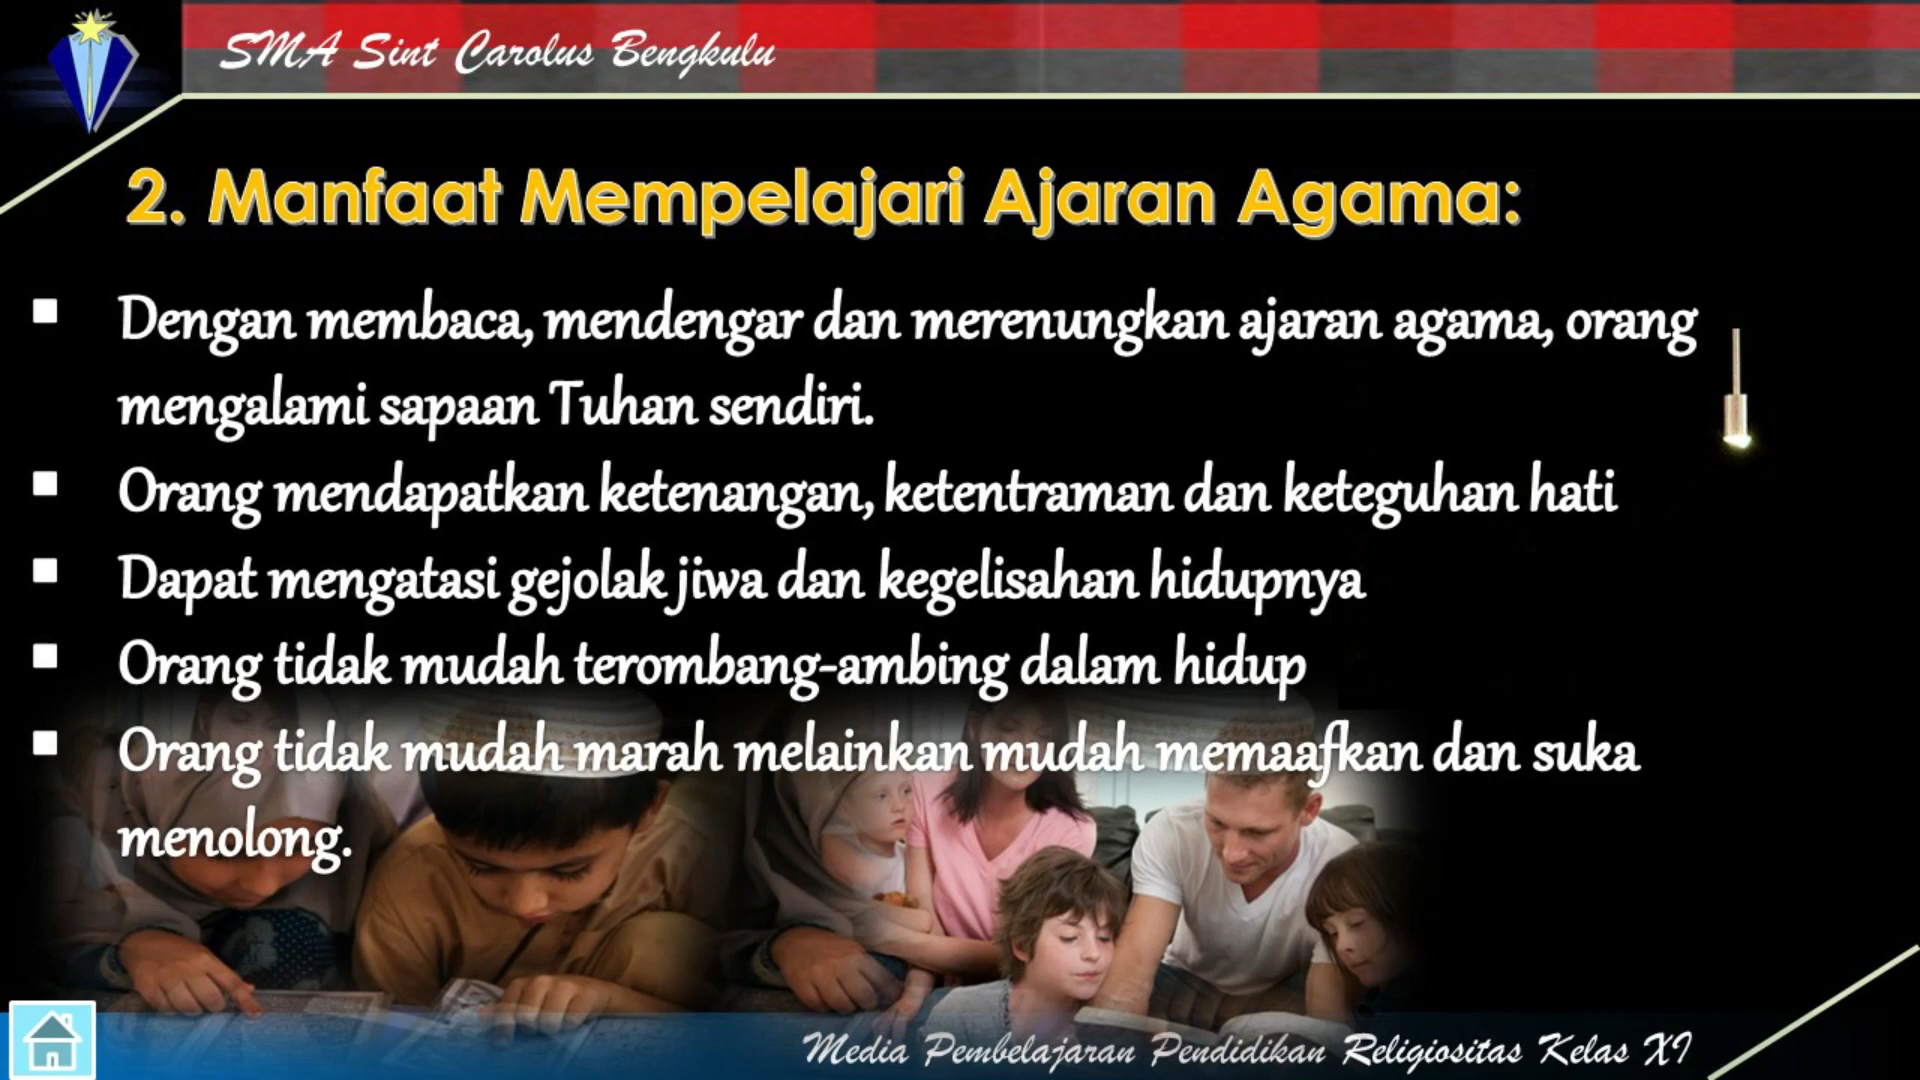 SMA Sint Carolus Bengkulu
2. Manfaat Mempelajari Ajaran Agama:
▪ Dengan membaca, mendengar dan merenungkan ajaran agama, orang
mengalami sapaan Tuhan sendiri.
▪ Orang mendapatkan ketenangan, ketentraman dan keteguhan hati
▪ Dapat mengatasi gejolak jiwa dan kegelisahan hidupnya
▪ Orang tidak mudah terombang-ambing dalam hidup
▪ Orang tidak mudah marah melainkan mudah memaafkan dan suka
menolong.
Media Pembelajaran Pendidikan Religiositas Kelas XI